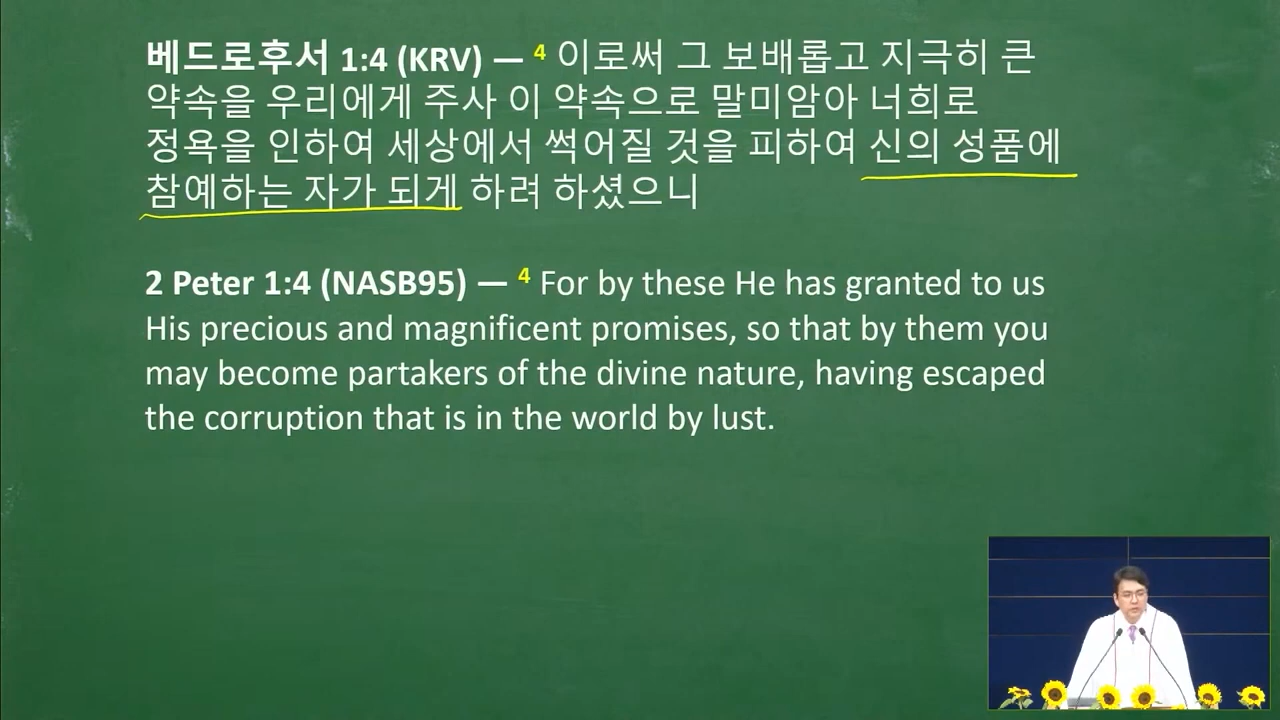 베드로후서 1:4 (KRV) — 4 이로써 그 보배롭고 지극히 큰
약속을 우리에게 주사 이 약속으로 말미암아 너희로
정욕을 인하여 세상에서 썩어질 것을 피하여 신의 성품에
참예하는 자가 되게 하려 하셨으니
2 Peter 1:4 (NASB95) — 4 For by these He has granted to us
His precious and magnificent promises, so that by them you
may become partakers of the divine nature, having escaped
the corruption that is in the world by lust.